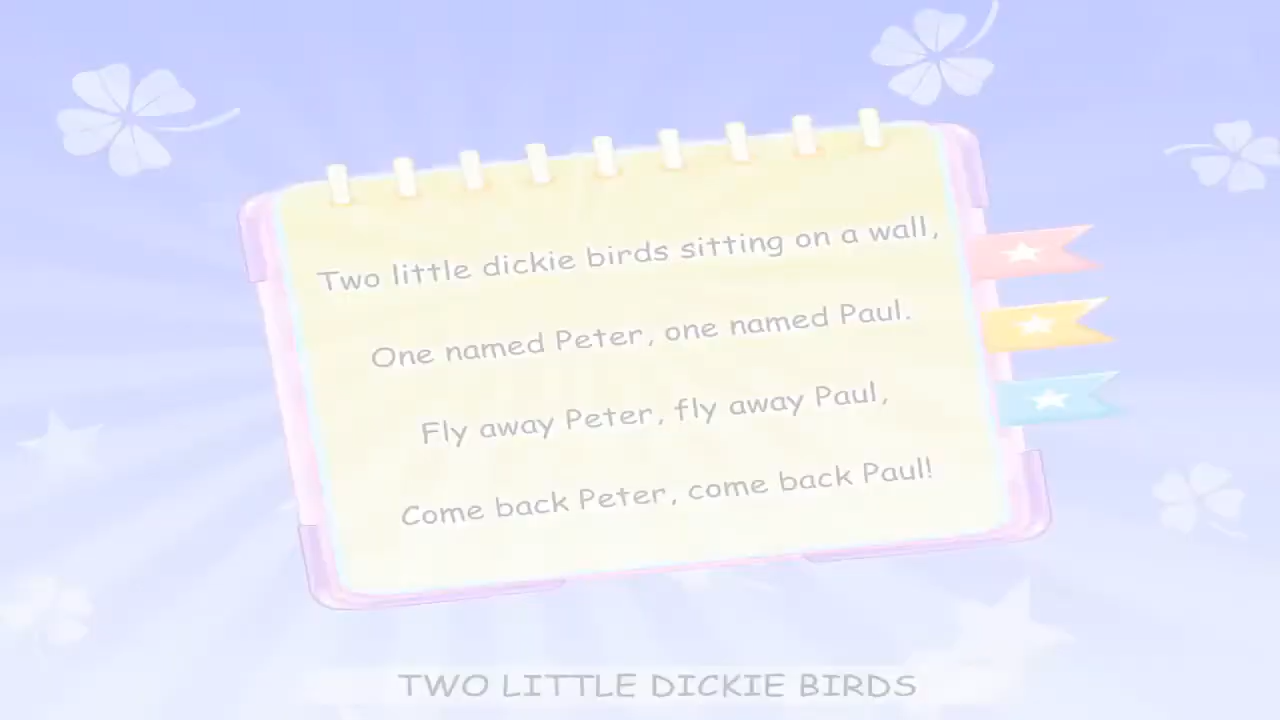 Two little dickie birds sitting on a wall,
One named Peter, one named Paul.
Fly away Peter, fly away Paul,
Come back Peter, come back Paul!
TWO LITTLE DICKIE BIRDS